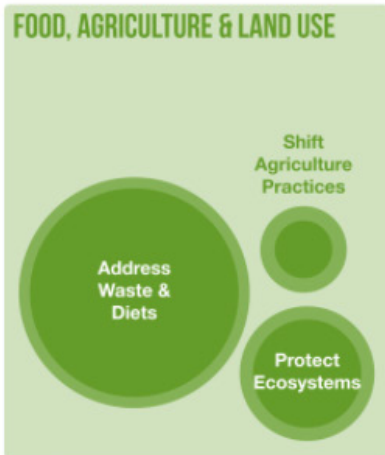 FOOD, AGRICULTURE & LAND USE
Shift
Agriculture
Practices
Address
Waste &
Diets
Protect
Ecosystems